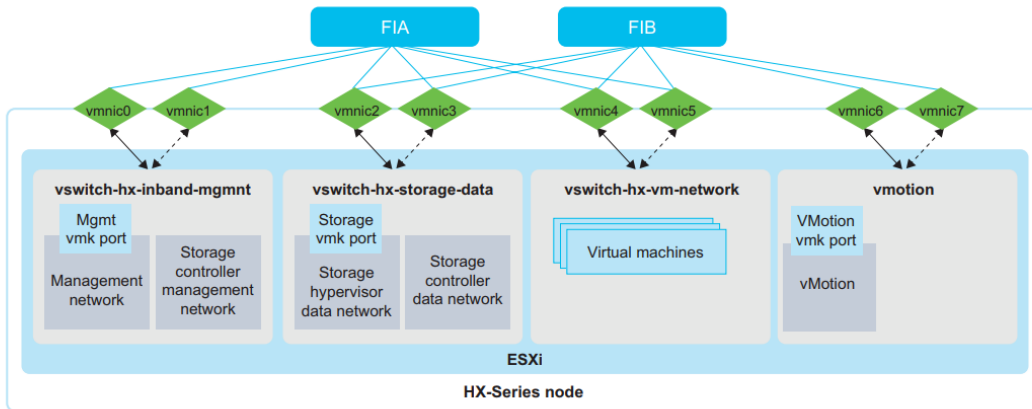 FIA
FIB
vmnic0
vmnic1
vmnic2
vmnic3
vmnic4
vmnic5
vmnic6
vmnic7
vswitch-hx-inband-mgmnt
Mgmt
vmk port
Management
network
Storage
controller
management
network
vswitch-hx-storage-data
Storage
vmk port
Storage
hypervisor
data network
Storage
controller
data network
vswitch-hx-vm-network
Virtual machines
vmotion
VMotion
vmk port
vMotion
ESXi
HX-Series node